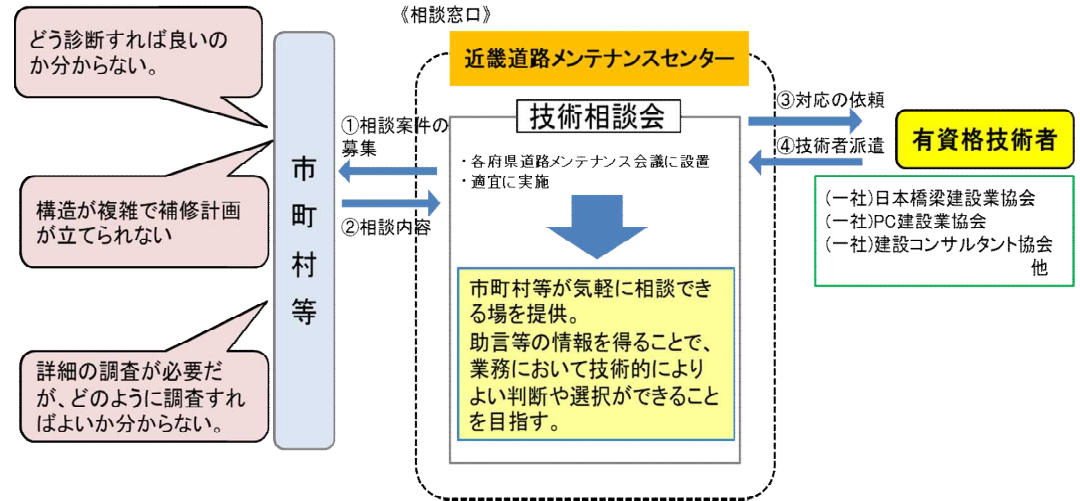 《相談窓口》
どう診断すれば良いの
か分からない。
構造が複雑で補修計画
が立てられない
詳細の調査が必要だ
が、どのように調査すれ
ばよいか分からない。
市町村等
①相談案件の
募集
②相談内容
近畿道路メンテナンスセンター
技術相談会
・各府県道路メンテナンス会議に設置
・適宜に実施
市町村等が気軽に相談でき
る場を提供。
助言等の情報を得ることで、
業務において技術的により
よい判断や選択ができること
を目指す。
③対応の依頼
④技術者派遣
有資格技術者
(一社)日本橋梁建設業協会
(一社)PC建設業協会
(一社)建設コンサルタント協会
他